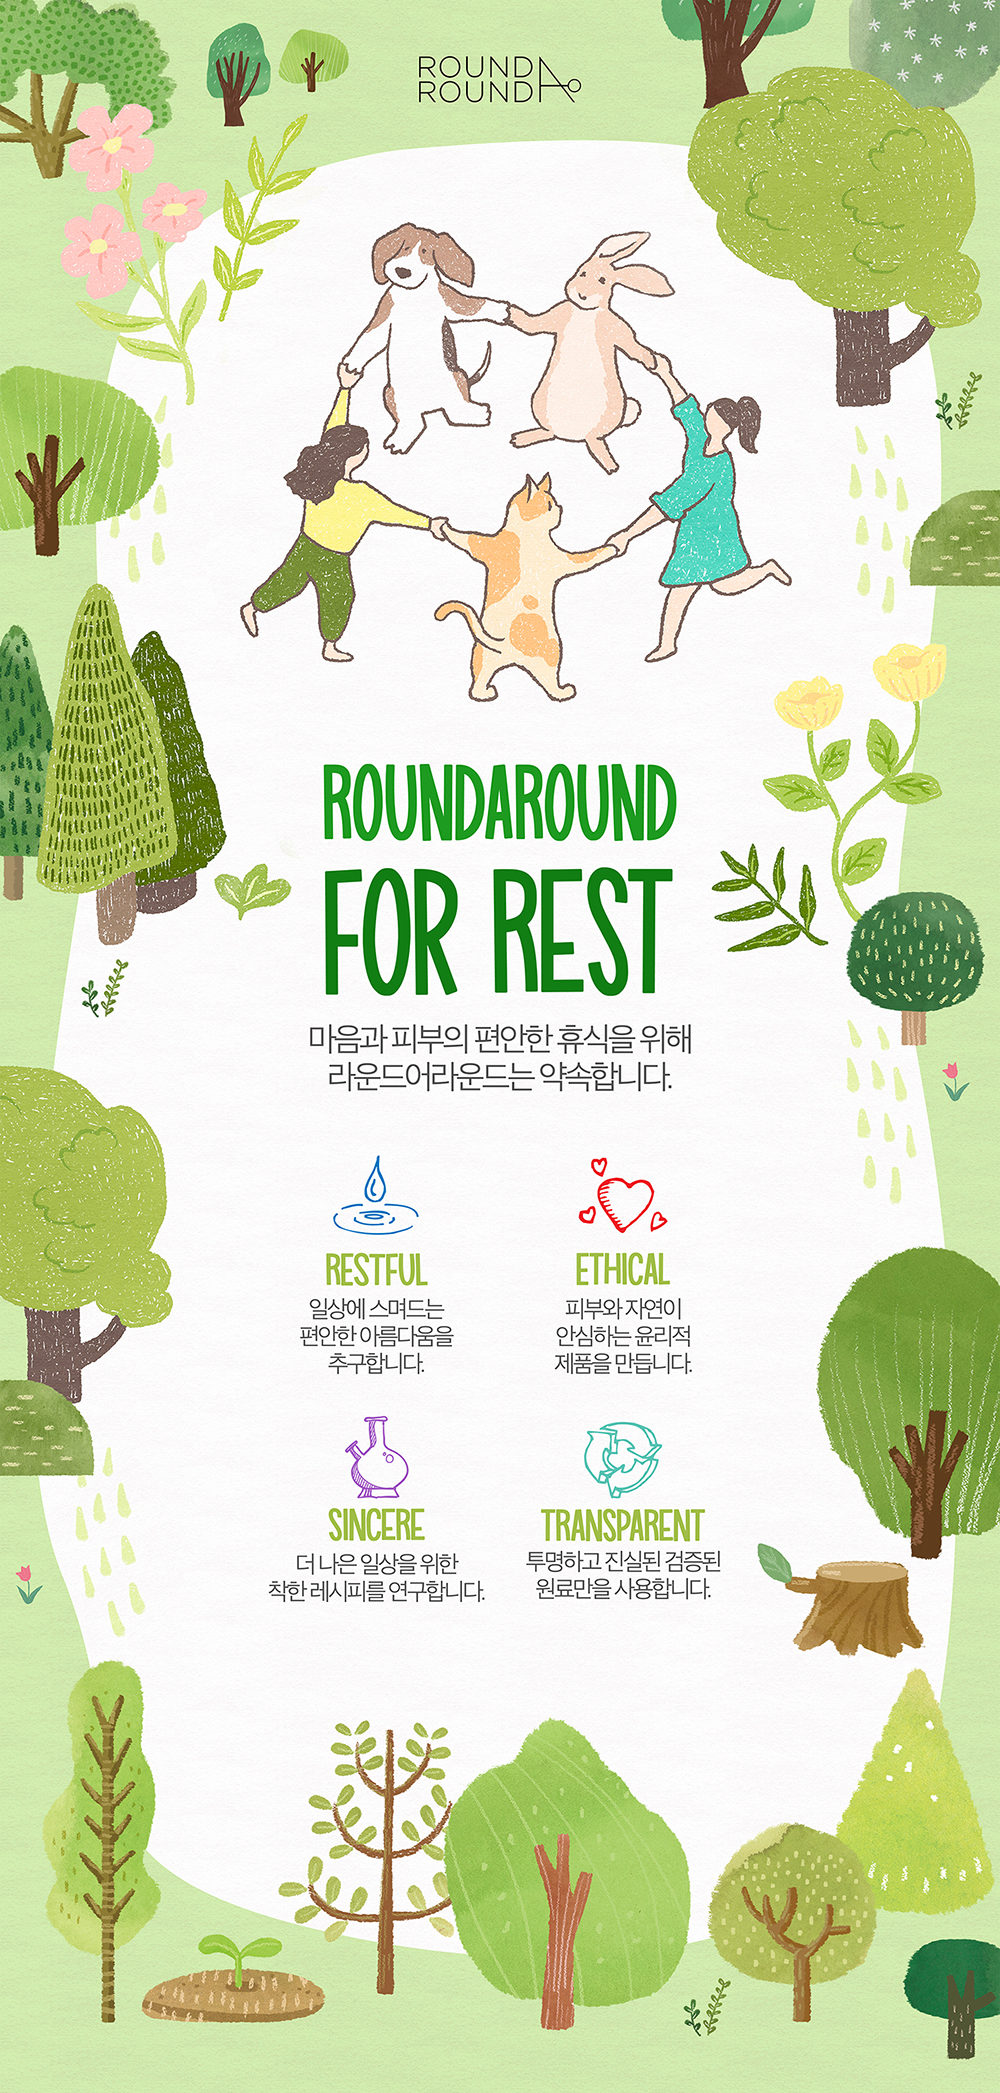 ROUND A
ROUND
ROUNDAROUND
FOR REST
마음과 피부의 편안한 휴식을 위해
라운드어라운드는 약속합니다.
RESTFUL
일상에 스며드는
편안한 아름다움을
추구합니다.
ETHICAL
피부와 자연이
안심하는 윤리적
제품을 만듭니다.
SINCERE
더 나은 일상을 위한
착한 레시피를 연구합니다.
TRANSPARENT
투명하고 진실된 검증된
원료만을 사용합니다.